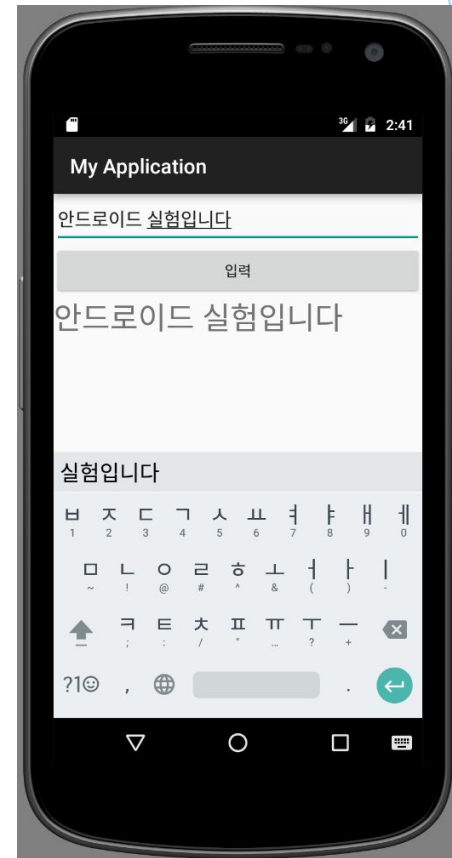 3G 2:41
My Application
안드로이드 실험입니다
입력
안드로이드 실험입니다
실험입니다
ㅂ ㅈ ㄷ ㄱ ㅅ ㅛ ㅕ ㅑ ㅐ ㅔ
1 2 3 4 5 6 7 8 9 0
ㅁ ㄴ ㅇ ㄹ ㅎ ㅗ ㅓ ㅏ ㅣ
~ ! @ # ^ & ( ) -
ㅋ ㅌ ㅊ ㅍ ㅠ ㅜ ㅡ
; : / " … ? +
?1☺ , .